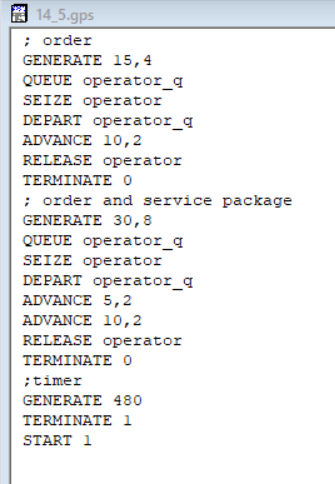 14_5.gps
; order
GENERATE 15,4
QUEUE operator_q
SEIZE operator
DEPART operator_q
ADVANCE 10,2
RELEASE operator
TERMINATE 0
; order and service package
GENERATE 30,8
QUEUE operator_q
SEIZE operator
DEPART operator_q
ADVANCE 5,2
ADVANCE 10,2
RELEASE operator
TERMINATE 0
;timer
GENERATE 480
TERMINATE 1
START 1